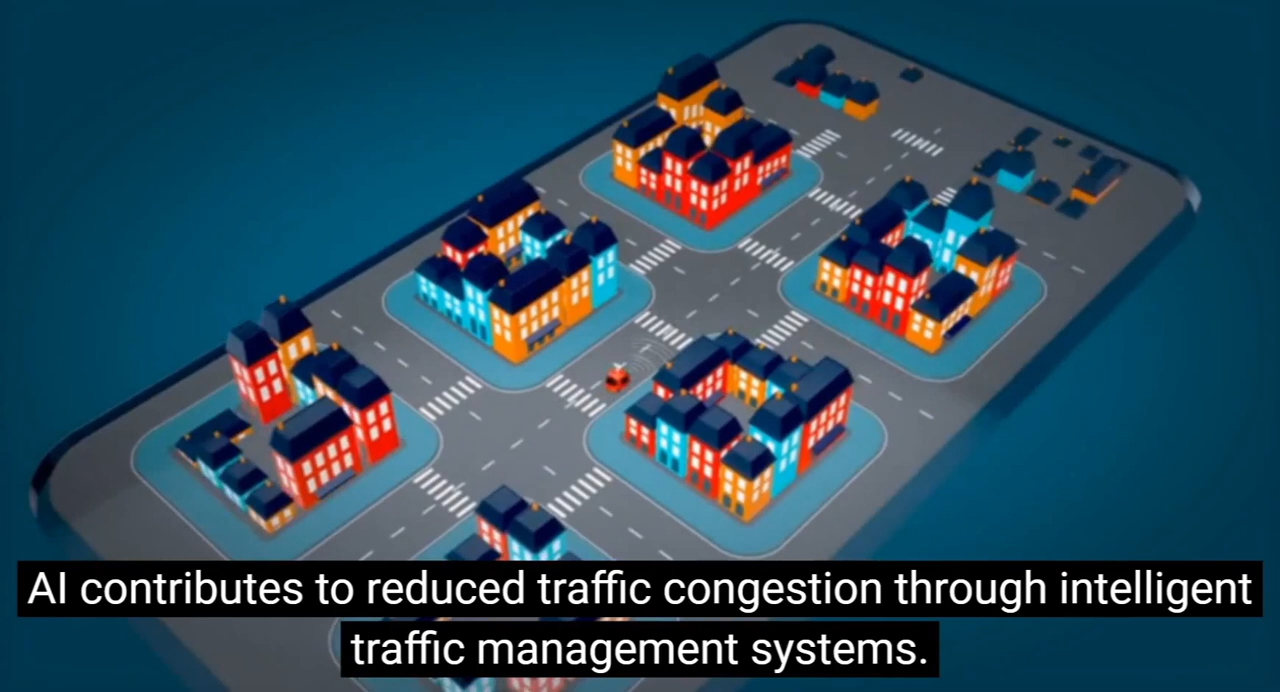 AI contributes to reduced traffic congestion through intelligent
traffic management systems.